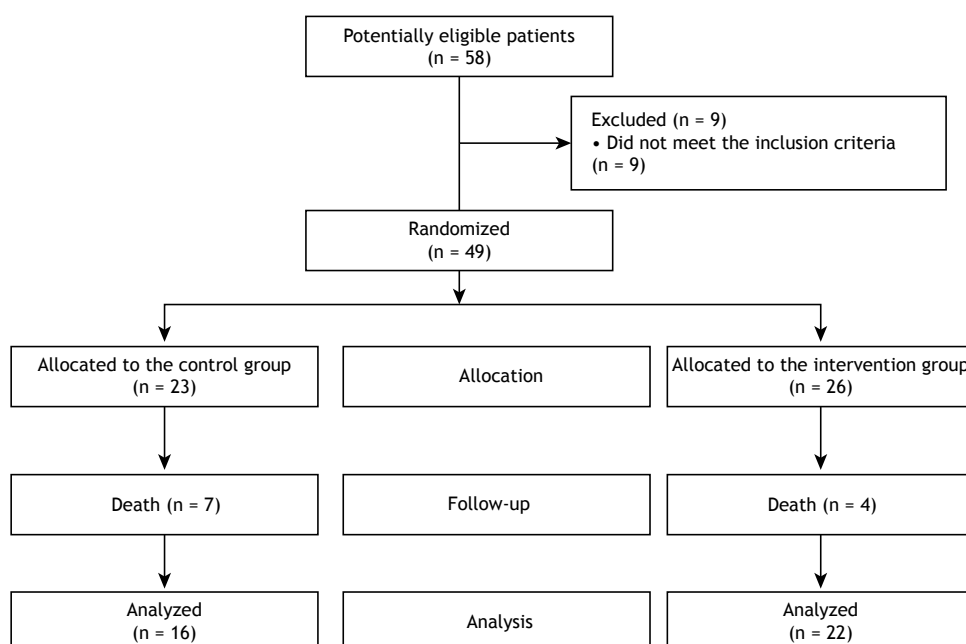 Potentially eligible patients
(n = 58)
Excluded (n = 9)
• Did not meet the inclusion criteria
(n = 9)
Randomized
(n = 49)
Allocated to the control group
(n = 23)
Allocation
Allocated to the intervention group
(n = 26)
Death (n = 7)
Follow-up
Death (n = 4)
Analyzed
(n = 16)
Analysis
Analyzed
(n = 22)